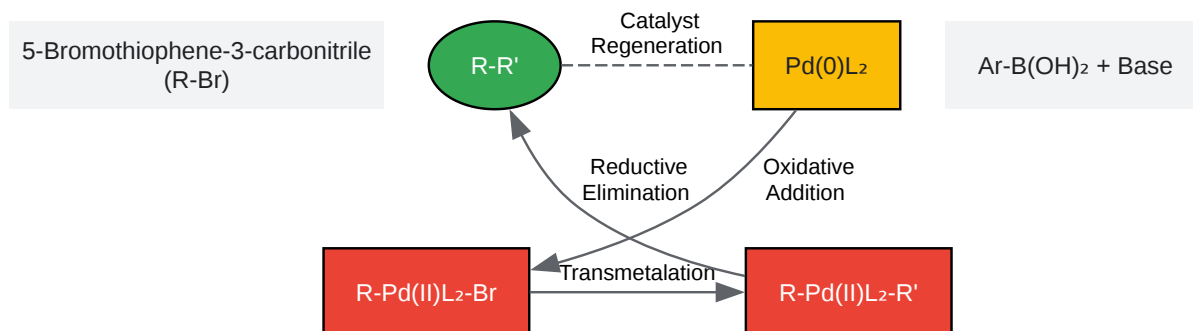 5-Bromothiophene-3-carbonitrile
(R-Br)
R-R'
Catalyst
Regeneration
Pd(0)L₂
Ar-B(OH)₂ + Base
Reductive
Elimination
Oxidative
Addition
R-Pd(II)L₂-Br
Transmetalation
R-Pd(II)L₂-R'